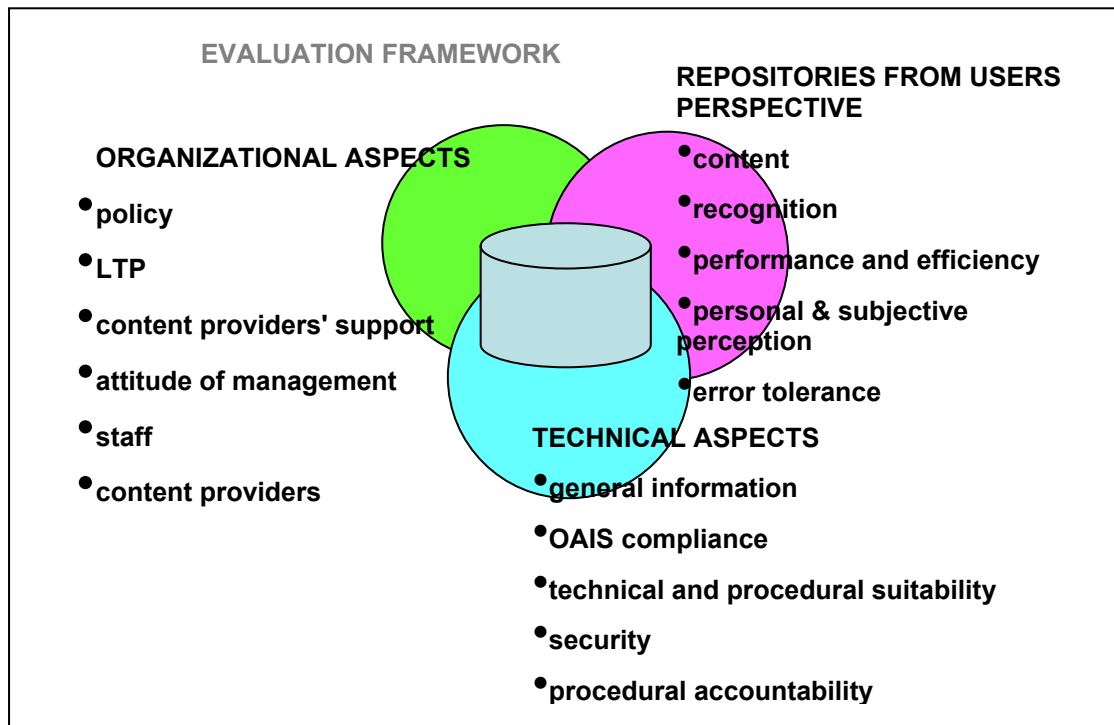 EVALUATION FRAMEWORK
ORGANIZATIONAL ASPECTS
•policy
•LTP
•content providers' support
•attitude of management
•staff
•content providers
REPOSITORIES FROM USERS
PERSPECTIVE
•content
•recognition
•performance and efficiency
•personal & subjective
perception
•error tolerance
TECHNICAL ASPECTS
•general information
•OAIS compliance
•technical and procedural suitability
•security
•procedural accountability